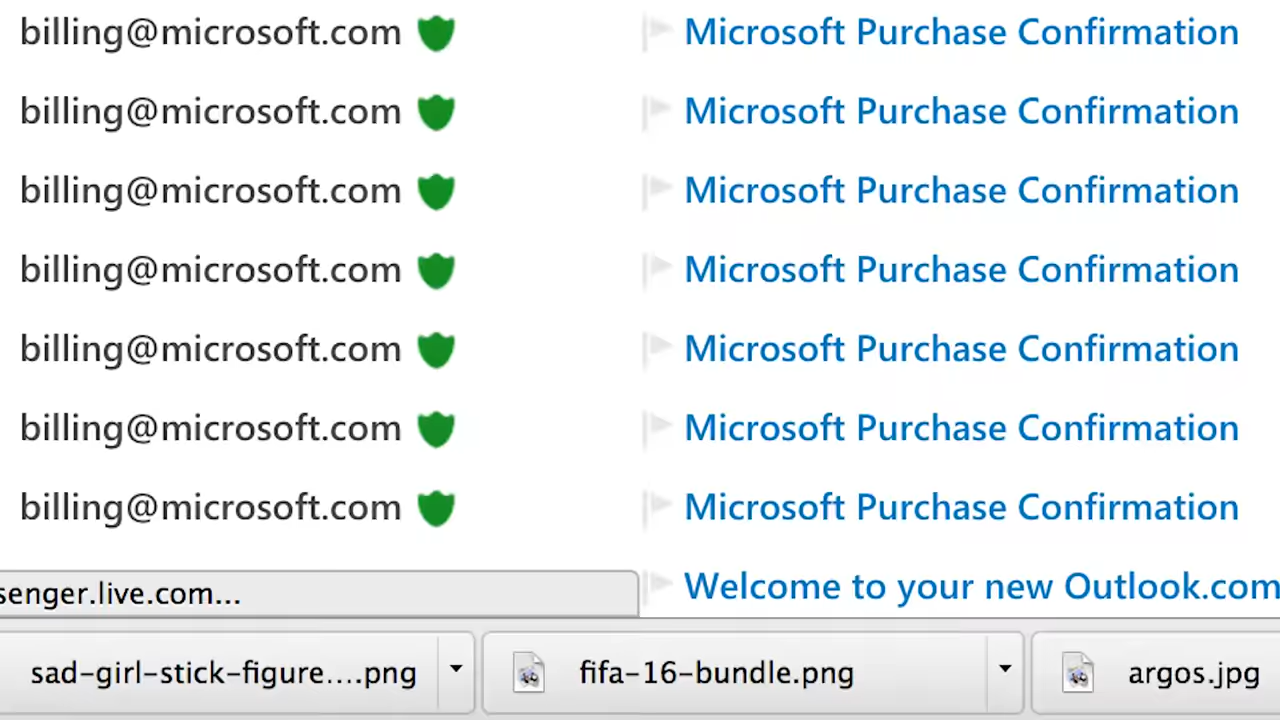 billing@microsoft.com Microsoft Purchase Confirmation
billing@microsoft.com Microsoft Purchase Confirmation
billing@microsoft.com Microsoft Purchase Confirmation
billing@microsoft.com Microsoft Purchase Confirmation
billing@microsoft.com Microsoft Purchase Confirmation
billing@microsoft.com Microsoft Purchase Confirmation
billing@microsoft.com Microsoft Purchase Confirmation
senger.live.com... Welcome to your new Outlook.com
sad-girl-stick-figure....png fifa-16-bundle.png argos.jpg